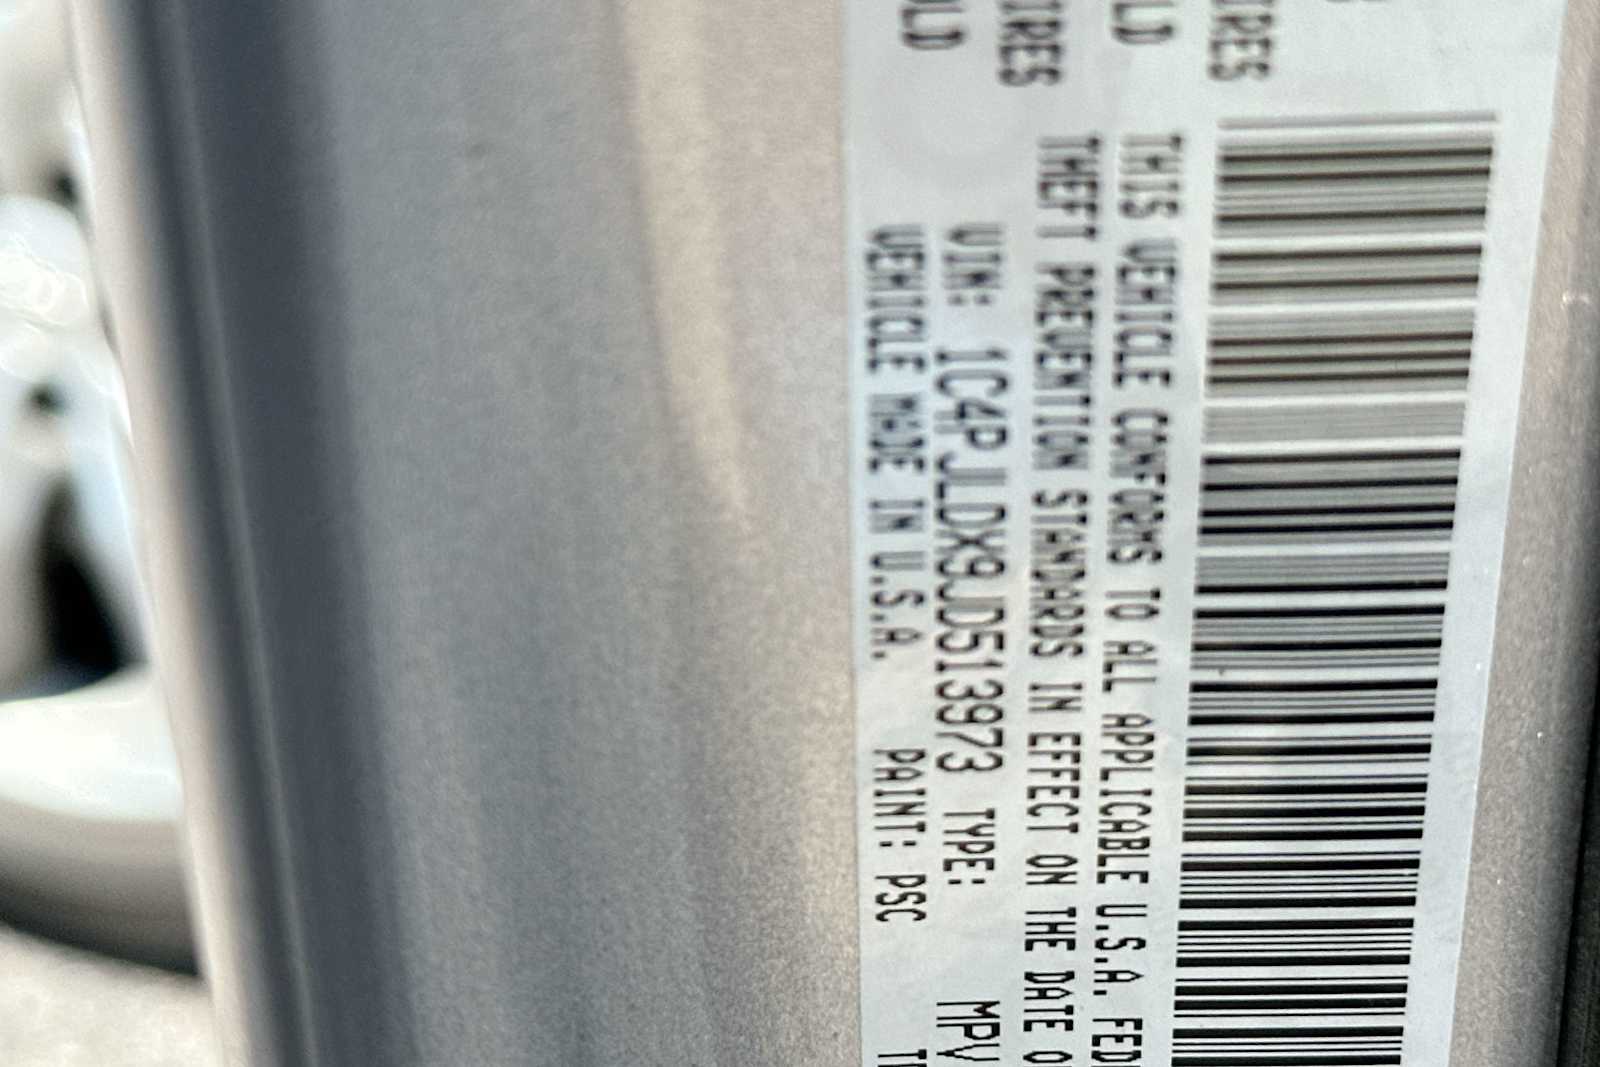 IRES
LD
IRES
OLD
THIS VEHICLE CONFORMS TO ALL APPLICABLE U.S.A. FED
THEFT PREVENTION STANDARDS IN EFFECT ON THE DATE O
VIN: 1C4PJLDX9JD513973 TYPE: MPV
VEHICLE MADE IN U.S.A. PAINT: PSC